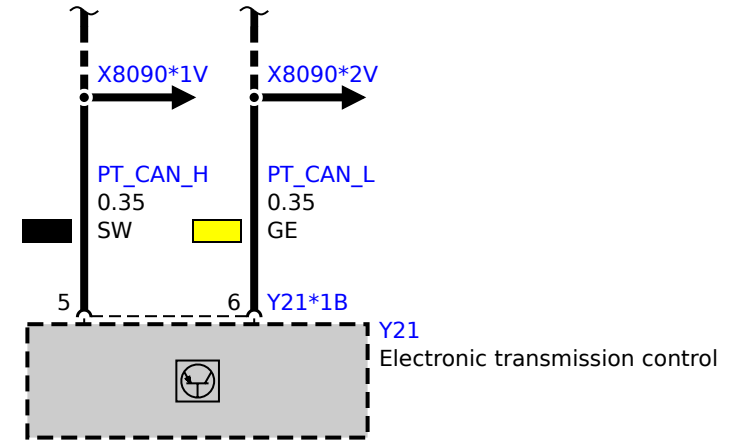 X8090*1V
X8090*2V
PT_CAN_H
0.35
SW
PT_CAN_L
0.35
GE
5
6
Y21*1B
Y21
Electronic transmission control